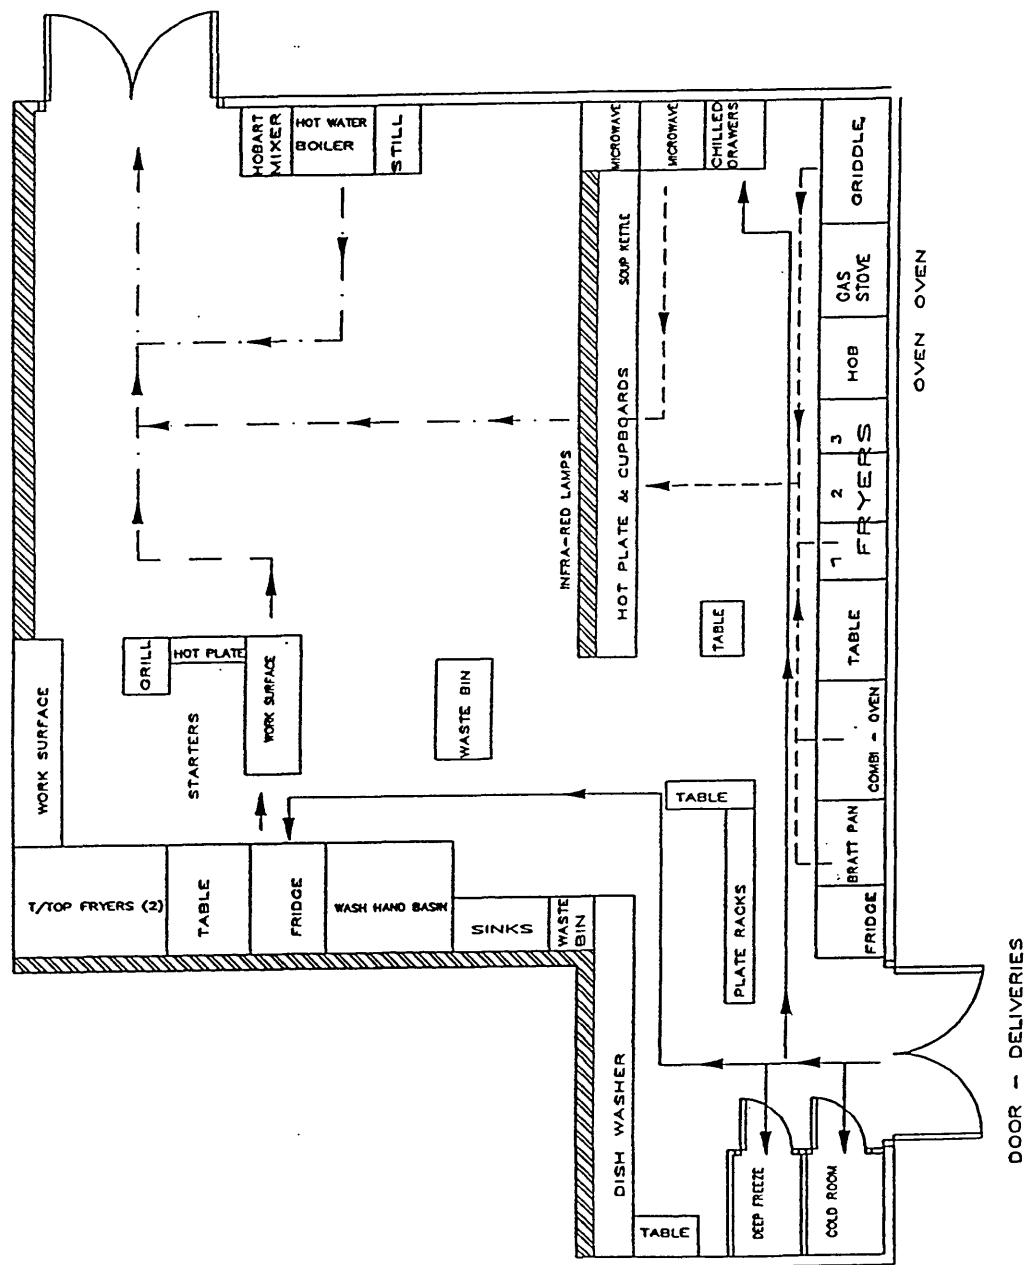 HOBART
MIXER
HOT WATER
BOILER
STILL
MICROWAVE
MICROWAVE
CHILLED
DRAWERS
GRIDDLE
GAS
STOVE
HOB
3
2
1
FRYERS
TABLE
COMBI - OVEN
BRATT PAN
FRIDGE
OVEN OVEN
SOUP KETTLE
HOT PLATE & CUPBOARDS
INFRA-RED LAMPS
TABLE
WORK SURFACE
GRILL
HOT PLATE
WORK SURFACE
STARTERS
WASTE BIN
TABLE
PLATE RACKS
T/TOP FRYERS (2)
TABLE
FRIDGE
WASH HAND BASIN
SINKS
WASTE
BIN
DISH WASHER
TABLE
DEEP FREEZE
COLD ROOM
DOOR - DELIVERIES